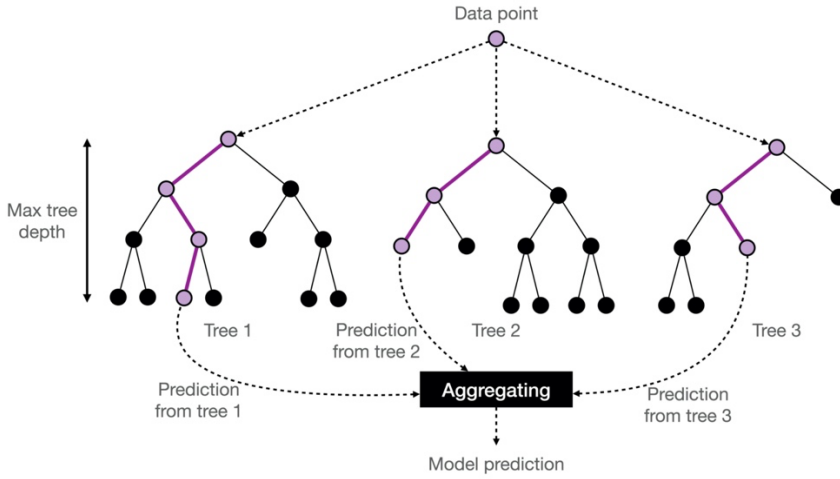 Data point
Max tree
depth
Tree 1
Prediction
from tree 2
Tree 2
Tree 3
Prediction
from tree 1
Aggregating
Prediction
from tree 3
Model prediction